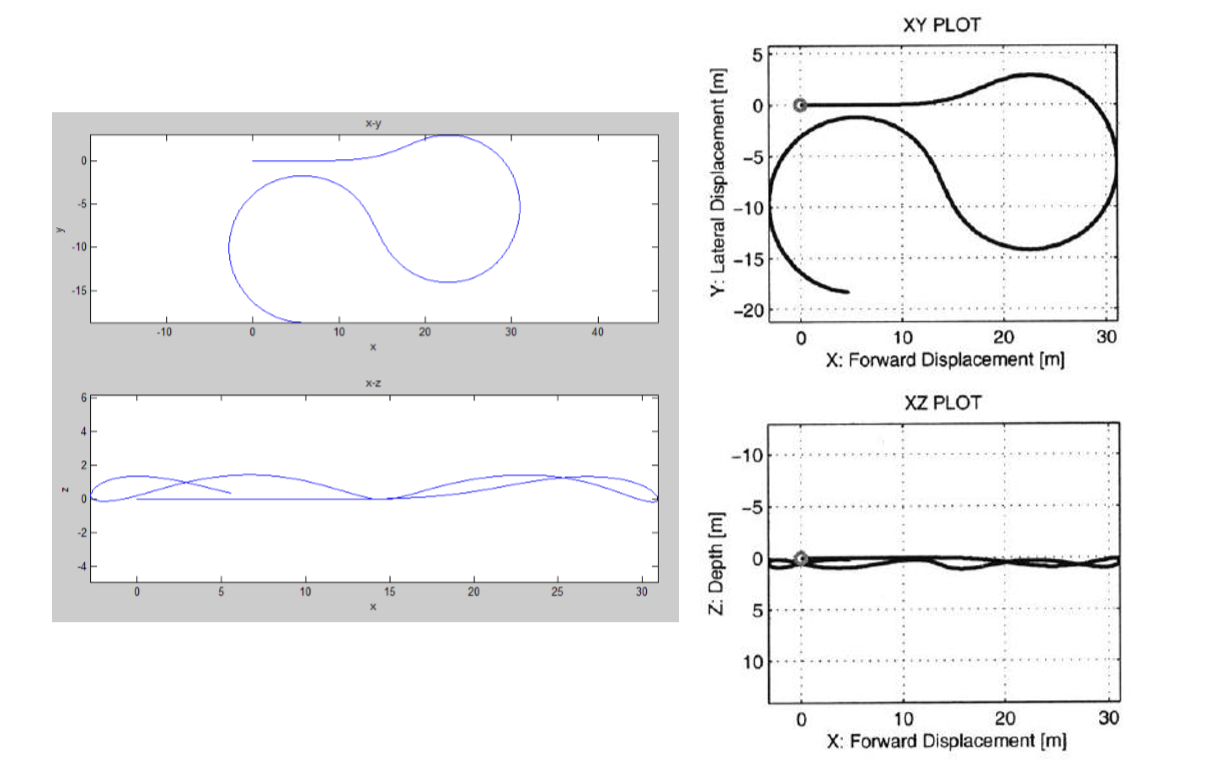 x-y
0
-5
-10
-15
y
-10 0 10 20 30 40
x
x-z
6
4
2
0
-2
-4
z
0 5 10 15 20 25 30
x
XY PLOT
5
0
−5
−10
−15
−20
Y: Lateral Displacement [m]
0 10 20 30
X: Forward Displacement [m]
XZ PLOT
−10
−5
0
5
10
Z: Depth [m]
0 10 20 30
X: Forward Displacement [m]